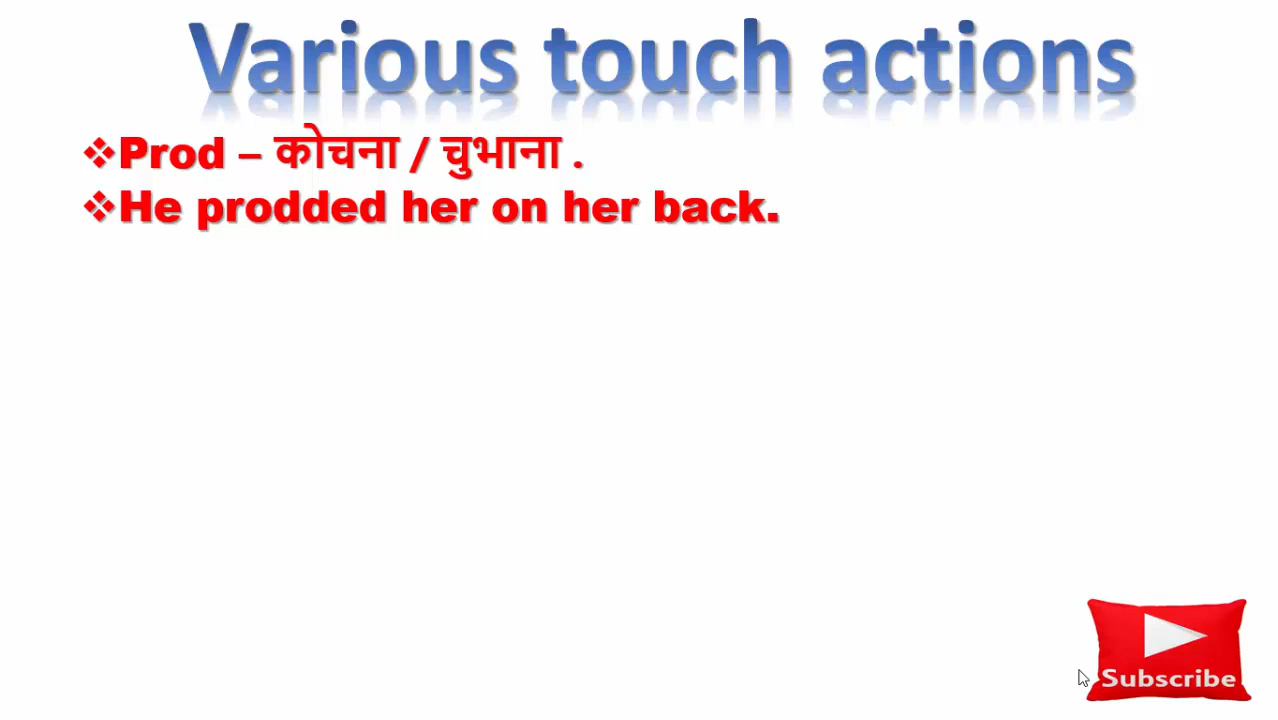 Various touch actions
❖Prod – कोचना / चुभाना .
❖He prodded her on her back.
Subscribe